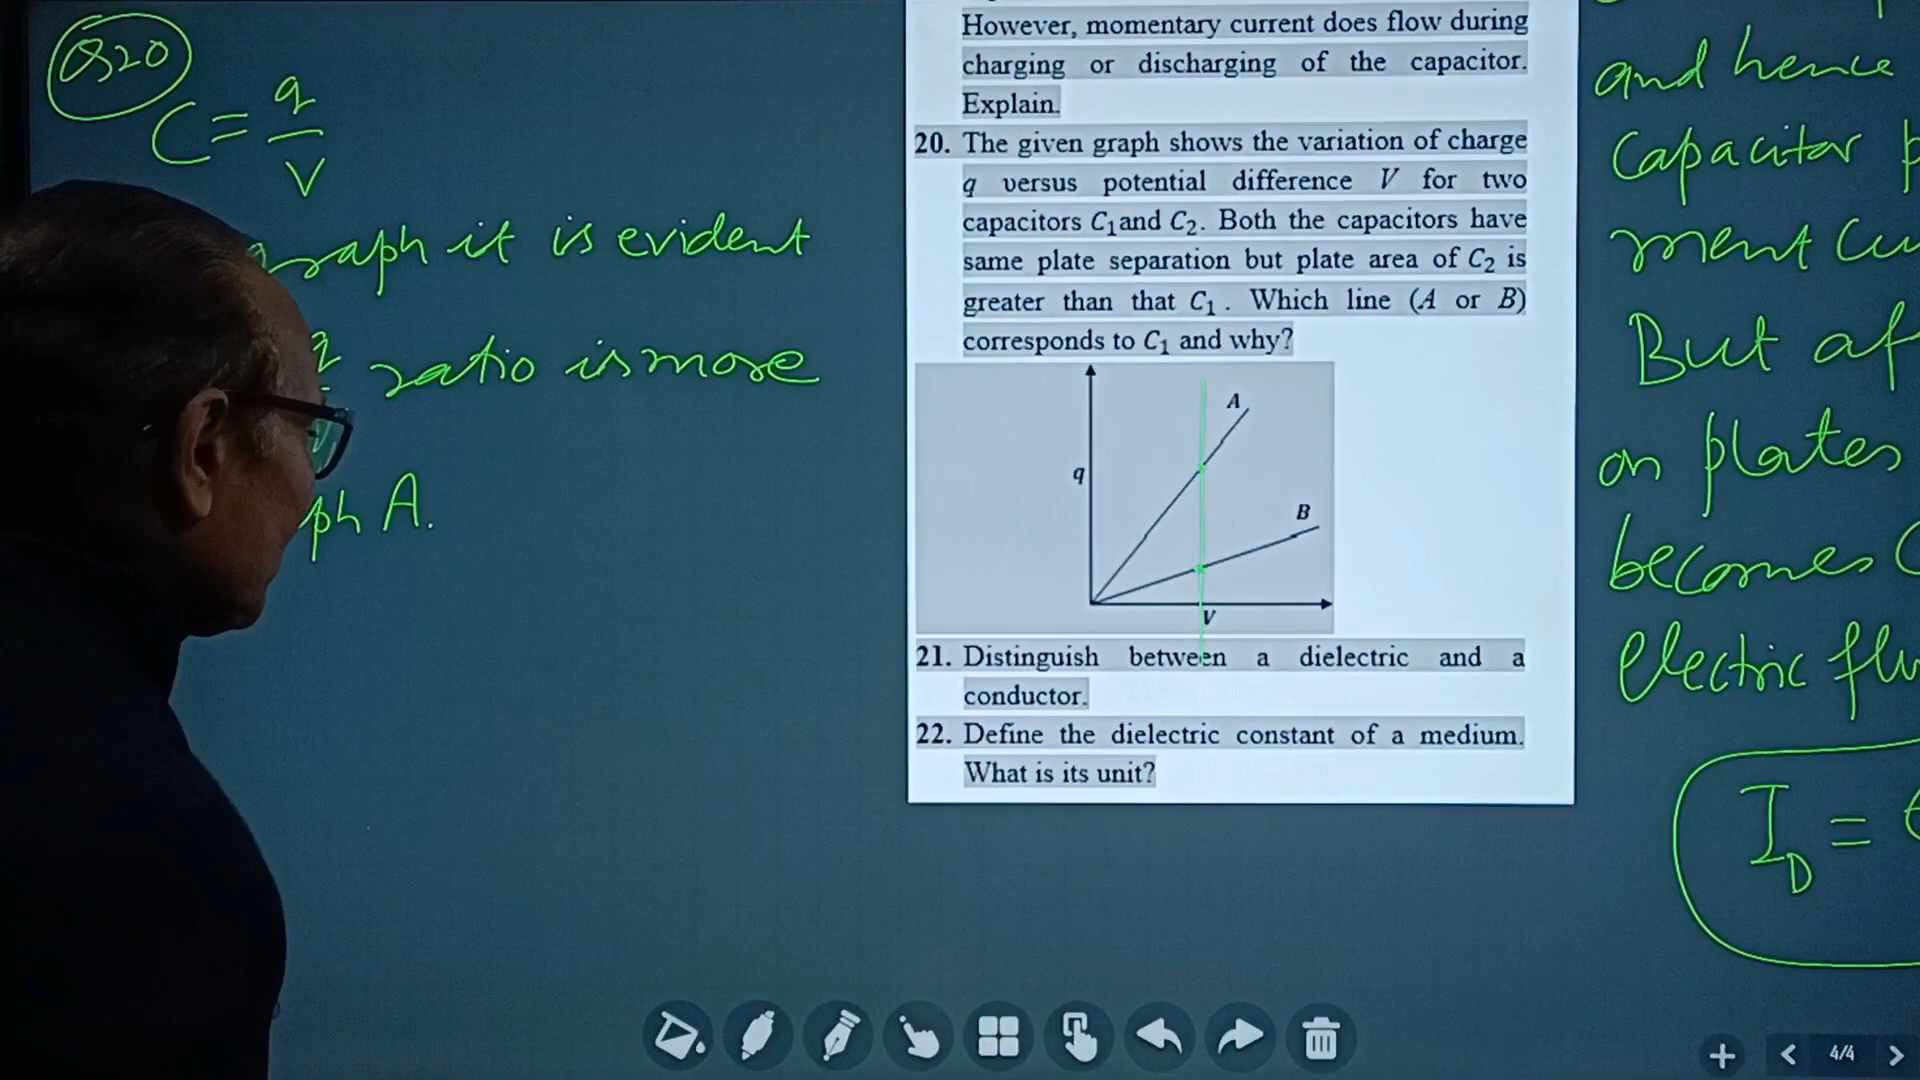 Q20
C = q
V
graph it is evident
q ratio is more
ph A.
However, momentary current does flow during
charging or discharging of the capacitor.
Explain.
20. The given graph shows the variation of charge
q versus potential difference V for two
capacitors C₁and C₂. Both the capacitors have
same plate separation but plate area of C₂ is
greater than that C₁ . Which line (A or B)
corresponds to C₁ and why?
A
q
B
V
21. Distinguish between a dielectric and a
conductor.
22. Define the dielectric constant of a medium.
What is its unit?
and hence
capacitor
ment
But
on plates
becomes
electric
I_D =
4/4